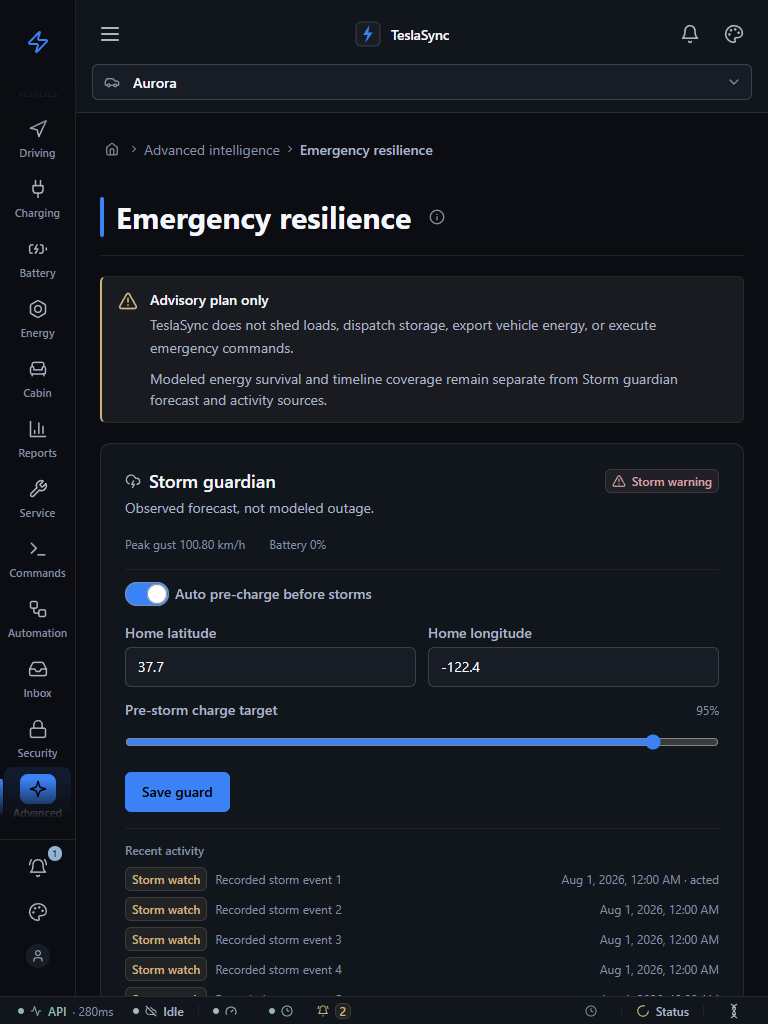 TeslaSync
Aurora
Advanced intelligence
Emergency resilience
Driving
Charging
Battery
Energy
Cabin
Reports
Service
Commands
Automation
Inbox
Security
Advanced
1
Emergency resilience
Advisory plan only
TeslaSync does not shed loads, dispatch storage, export vehicle energy, or execute
emergency commands.
Modeled energy survival and timeline coverage remain separate from Storm guardian
forecast and activity sources.
Storm guardian
Storm warning
Observed forecast, not modeled outage.
Peak gust 100.80 km/h
Battery 0%
Auto pre-charge before storms
Home latitude
Home longitude
37.7
-122.4
Pre-storm charge target
95%
Save guard
Recent activity
Storm watch Recorded storm event 1 Aug 1, 2026, 12:00 AM · acted
Storm watch Recorded storm event 2 Aug 1, 2026, 12:00 AM
Storm watch Recorded storm event 3 Aug 1, 2026, 12:00 AM
Storm watch Recorded storm event 4 Aug 1, 2026, 12:00 AM
API · 280ms
Idle
2
Status